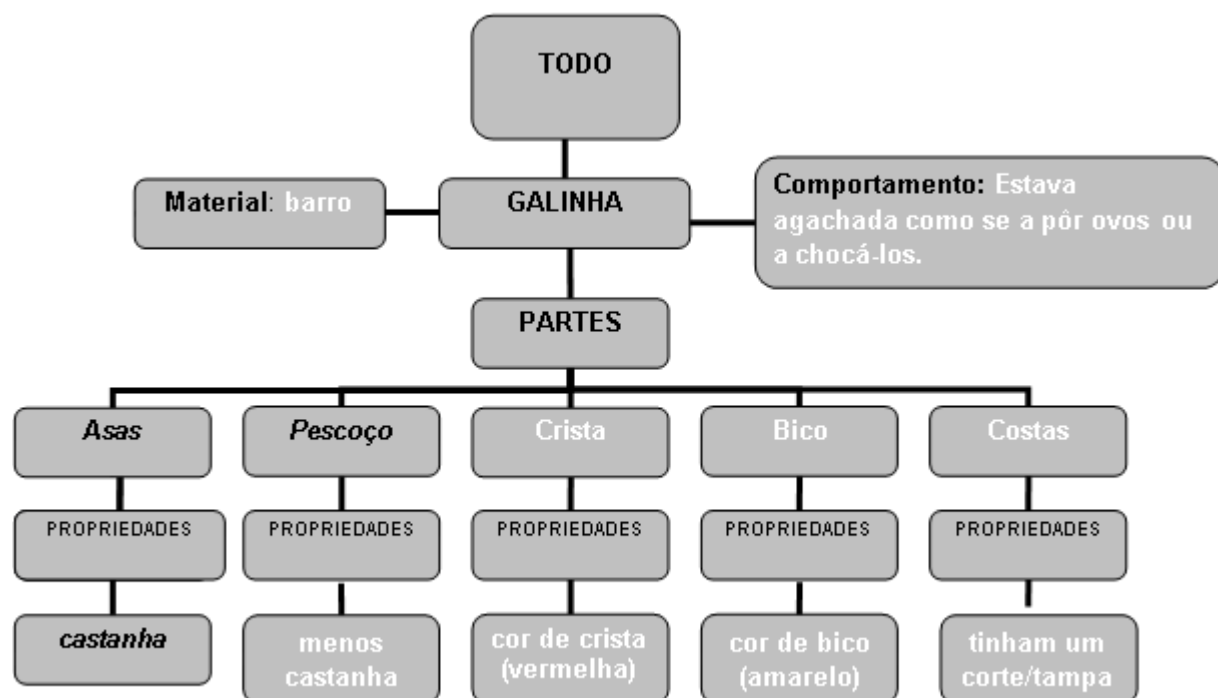 TODO
Material: barro
GALINHA
Comportamento: Estava
agachada como se a pôr ovos ou
a chocá-los.
PARTES
Asas
Pescoço
Crista
Bico
Costas
PROPRIEDADES
PROPRIEDADES
PROPRIEDADES
PROPRIEDADES
PROPRIEDADES
castanha
menos
castanha
cor de crista
(vermelha)
cor de bico
(amarelo)
tinham um
corte/tampa